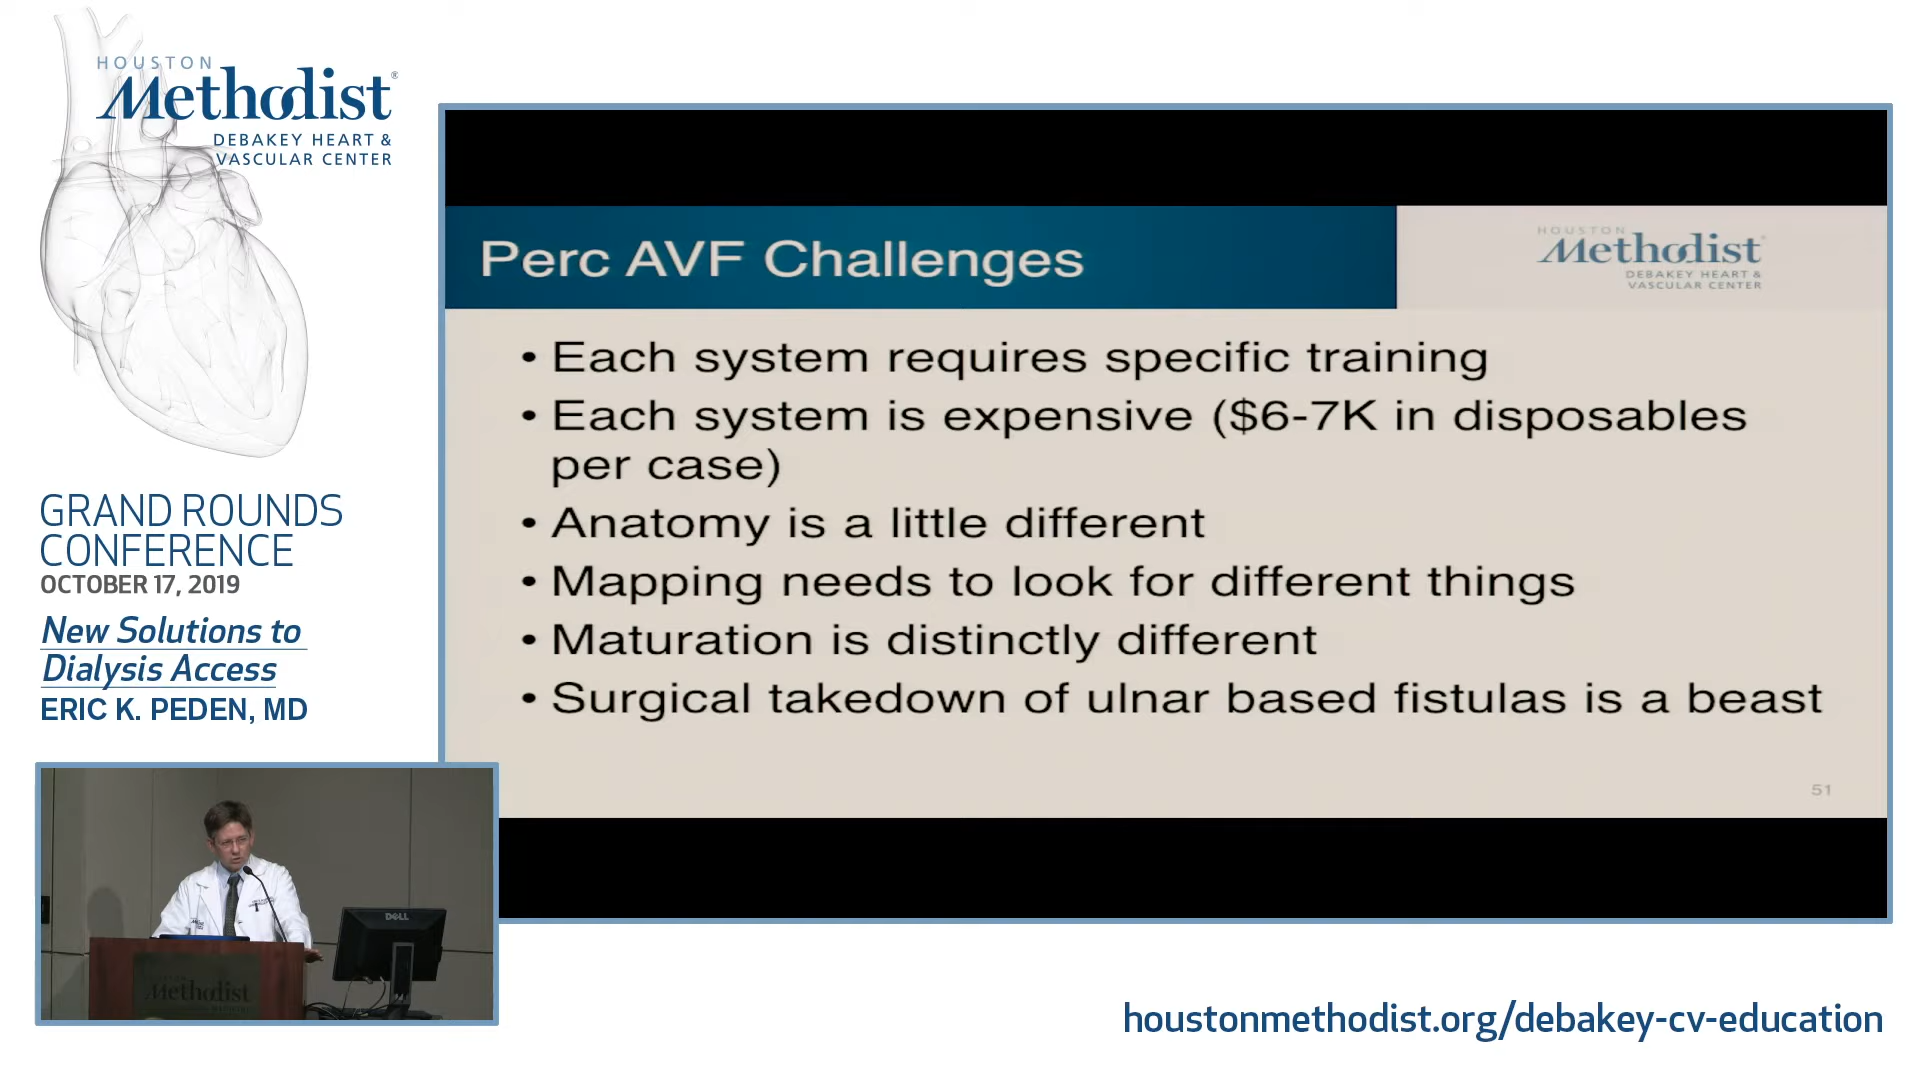 HOUSTON
Methodist®
DEBAKEY HEART &
VASCULAR CENTER
GRAND ROUNDS
CONFERENCE
OCTOBER 17, 2019
New Solutions to
Dialysis Access
ERIC K. PEDEN, MD
Perc AVF Challenges
HOUSTON
Methodist
DEBAKEY HEART &
VASCULAR CENTER
• Each system requires specific training
• Each system is expensive ($6-7K in disposables
per case)
• Anatomy is a little different
• Mapping needs to look for different things
• Maturation is distinctly different
• Surgical takedown of ulnar based fistulas is a beast
51
DELL
Methodist
houstonmethodist.org/debakey-cv-education